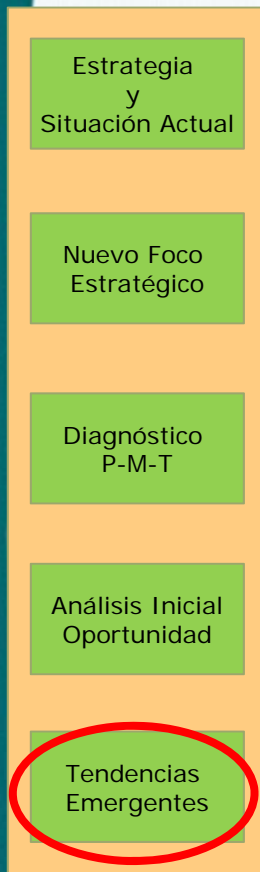 Estrategia
y
Situación Actual
Nuevo Foco
Estratégico
Diagnóstico
P-M-T
Análisis Inicial
Oportunidad
Tendencias
Emergentes